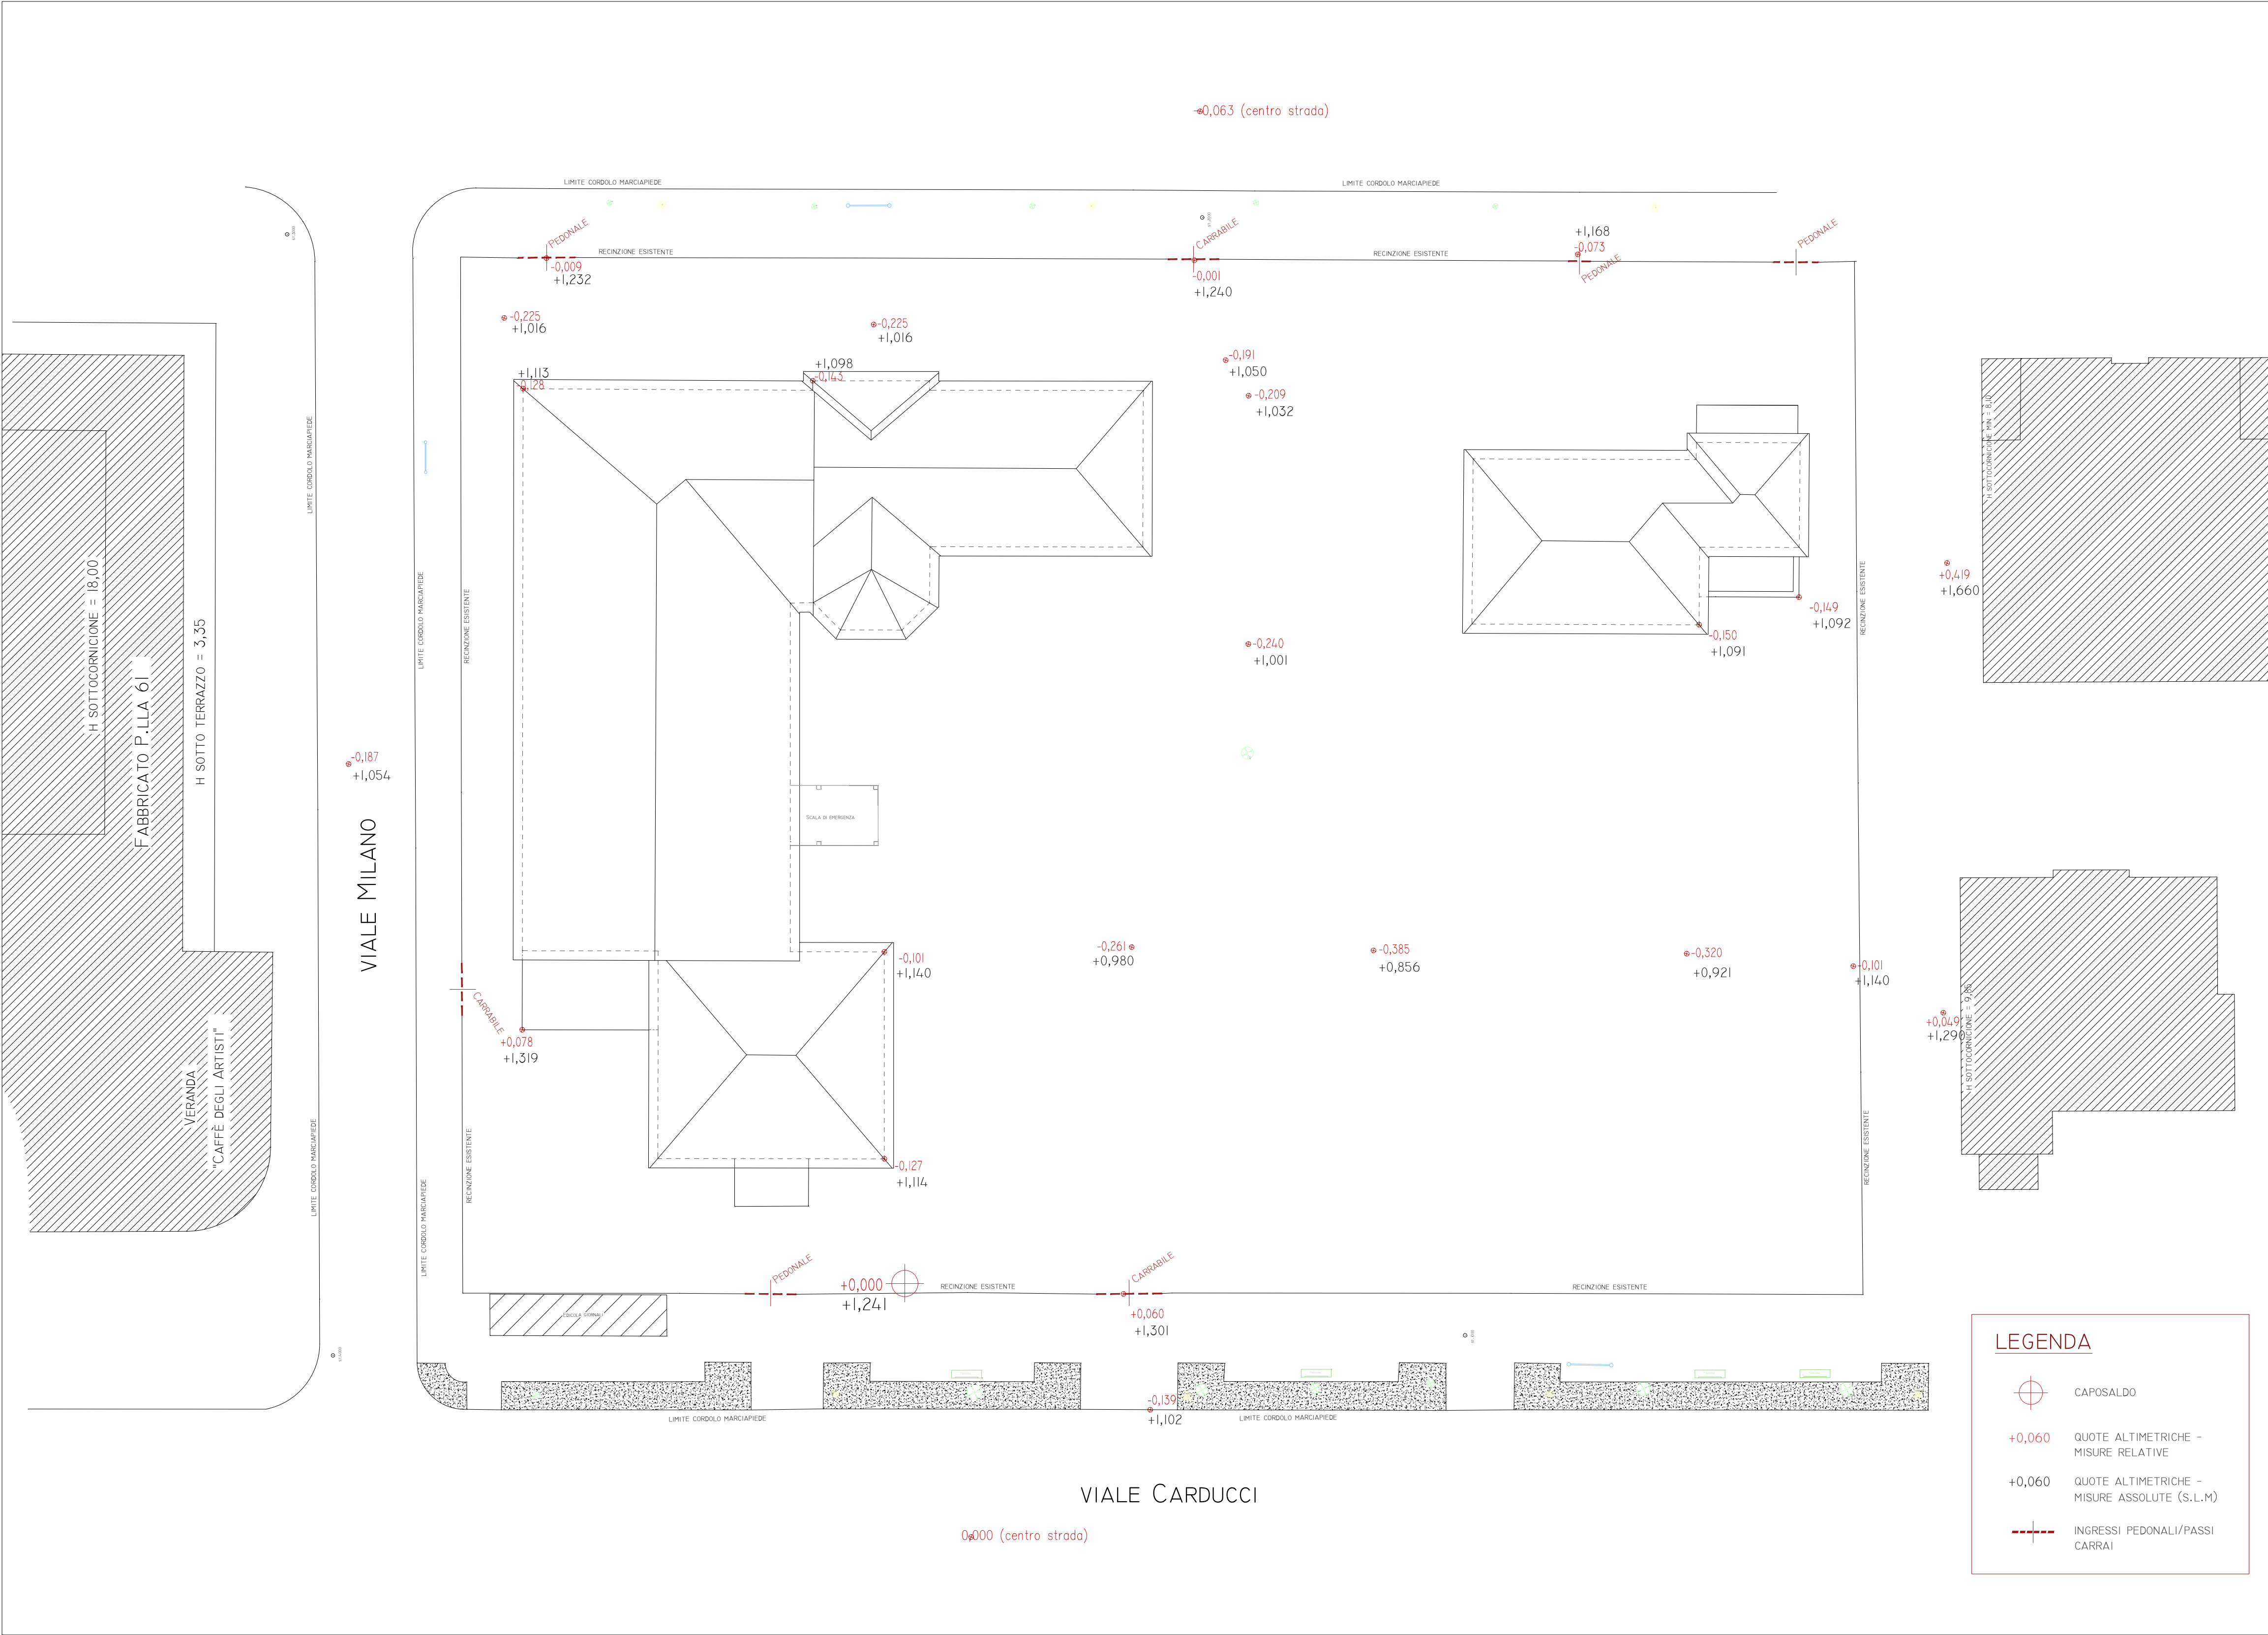 -0,063 (centro strada)
LIMITE CORDOLO MARCIAPIEDE
LIMITE CORDOLO MARCIAPIEDE
PEDONALE
CARRABILE
PEDONALE
PEDONALE
RECINZIONE ESISTENTE
RECINZIONE ESISTENTE
+1,168
-0,073
-0,009
+1,232
-0,001
+1,240
-0,225
+1,016
-0,225
+1,016
-0,191
+1,050
-0,209
+1,032
+1,113
-0,128
+1,098
-0,143
H SOTTOCORNICIONE = 18,00
FABBRICATO P.LLA 61
H SOTTO TERRAZZO = 3,35
LIMITE CORDOLO MARCIAPIEDE
LIMITE CORDOLO MARCIAPIEDE
RECINZIONE ESISTENTE
RECINZIONE ESISTENTE
+0,419
+1,660
-0,149
+1,092
-0,150
+1,091
-0,240
+1,001
-0,187
+1,054
VIALE MILANO
SCALA DI EMERGENZA
-0,101
+1,140
-0,261
+0,980
-0,385
+0,856
-0,320
+0,921
-0,101
+1,140
CARRABILE
+0,078
+1,319
+0,049
+1,290
H SOTTOCORNICIONE = 9,85
VERANDA
"CAFFÈ DEGLI ARTISTI"
LIMITE CORDOLO MARCIAPIEDE
LIMITE CORDOLO MARCIAPIEDE
RECINZIONE ESISTENTE
RECINZIONE ESISTENTE
-0,127
+1,114
PEDONALE
CARRABILE
+0,000
+1,241
RECINZIONE ESISTENTE
RECINZIONE ESISTENTE
EDICOLA GIORNALI
+0,060
+1,301
-0,139
+1,102
LIMITE CORDOLO MARCIAPIEDE
LIMITE CORDOLO MARCIAPIEDE
VIALE CARDUCCI
0,000 (centro strada)
LEGENDA
CAPOSALDO
+0,060 QUOTE ALTIMETRICHE -
MISURE RELATIVE
+0,060 QUOTE ALTIMETRICHE -
MISURE ASSOLUTE (S.L.M)
INGRESSI PEDONALI/PASSI
CARRAI